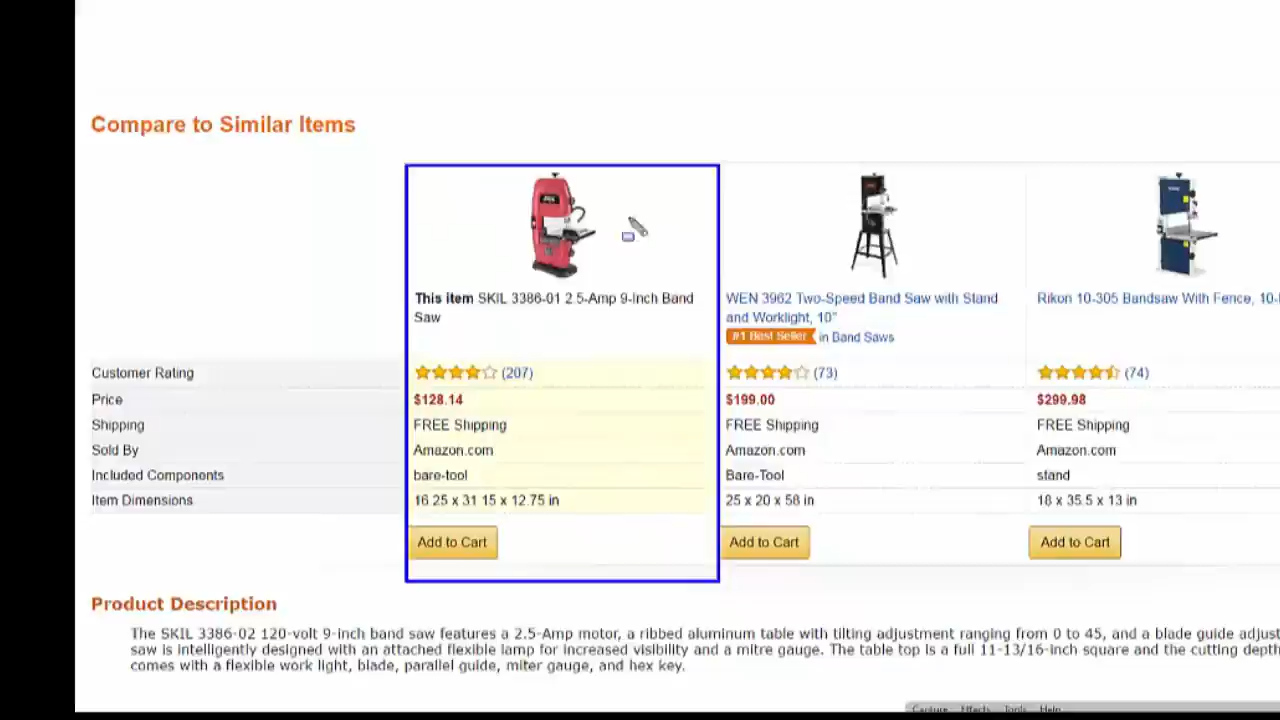 Compare to Similar Items
This item SKIL 3386-01 2.5-Amp 9-Inch Band Saw
WEN 3962 Two-Speed Band Saw with Stand and Worklight, 10"
#1 Best Seller in Band Saws
Rikon 10-305 Bandsaw With Fence, 10-
Customer Rating (207) (73) (74)
Price $128.14 $199.00 $299.98
Shipping FREE Shipping FREE Shipping FREE Shipping
Sold By Amazon.com Amazon.com Amazon.com
Included Components bare-tool Bare-Tool stand
Item Dimensions 16.25 x 31.15 x 12.75 in 25 x 20 x 58 in 18 x 35.5 x 13 in
Add to Cart Add to Cart Add to Cart
Product Description
The SKIL 3386-02 120-volt 9-inch band saw features a 2.5-Amp motor, a ribbed aluminum table with tilting adjustment ranging from 0 to 45, and a blade guide adjust
saw is intelligently designed with an attached flexible lamp for increased visibility and a mitre gauge. The table top is a full 11-13/16-inch square and the cutting depth
comes with a flexible work light, blade, parallel guide, miter gauge, and hex key.
Capture Effects Tools Help